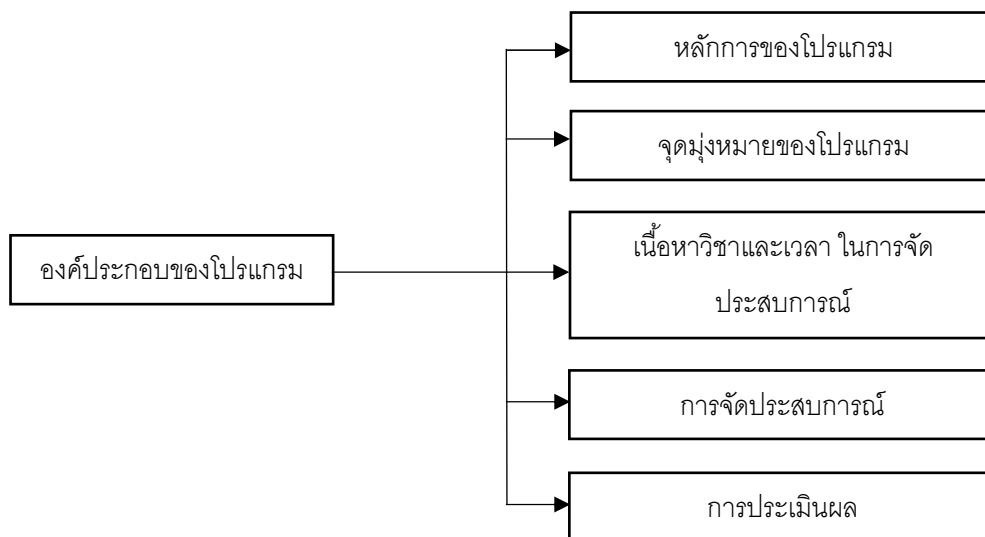 หลักการของโปรแกรม
จุดมุ่งหมายของโปรแกรม
องค์ประกอบของโปรแกรม
เนื้อหาวิชาและเวลา ในการจัด
ประสบการณ์
การจัดประสบการณ์
การประเมินผล